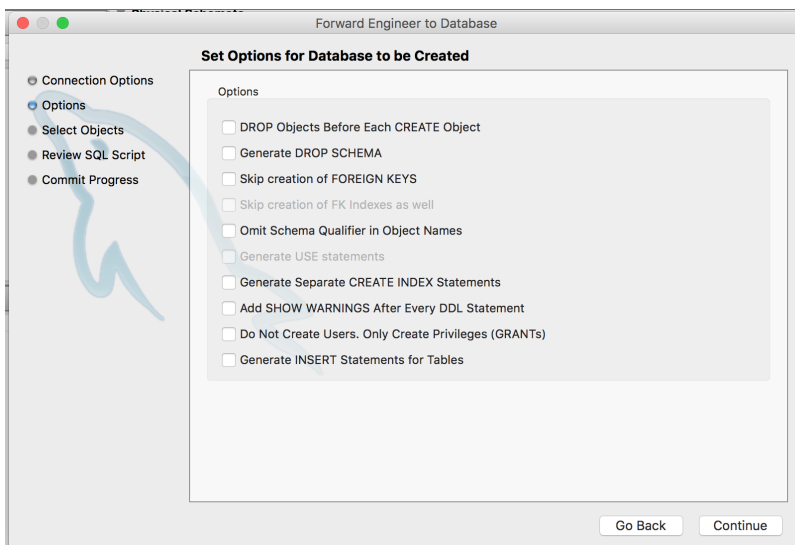 Physical Schemata
Forward Engineer to Database
Set Options for Database to be Created
Connection Options
Options
Select Objects
Review SQL Script
Commit Progress
Options
DROP Objects Before Each CREATE Object
Generate DROP SCHEMA
Skip creation of FOREIGN KEYS
Skip creation of FK Indexes as well
Omit Schema Qualifier in Object Names
Generate USE statements
Generate Separate CREATE INDEX Statements
Add SHOW WARNINGS After Every DDL Statement
Do Not Create Users. Only Create Privileges (GRANTs)
Generate INSERT Statements for Tables
Go Back
Continue